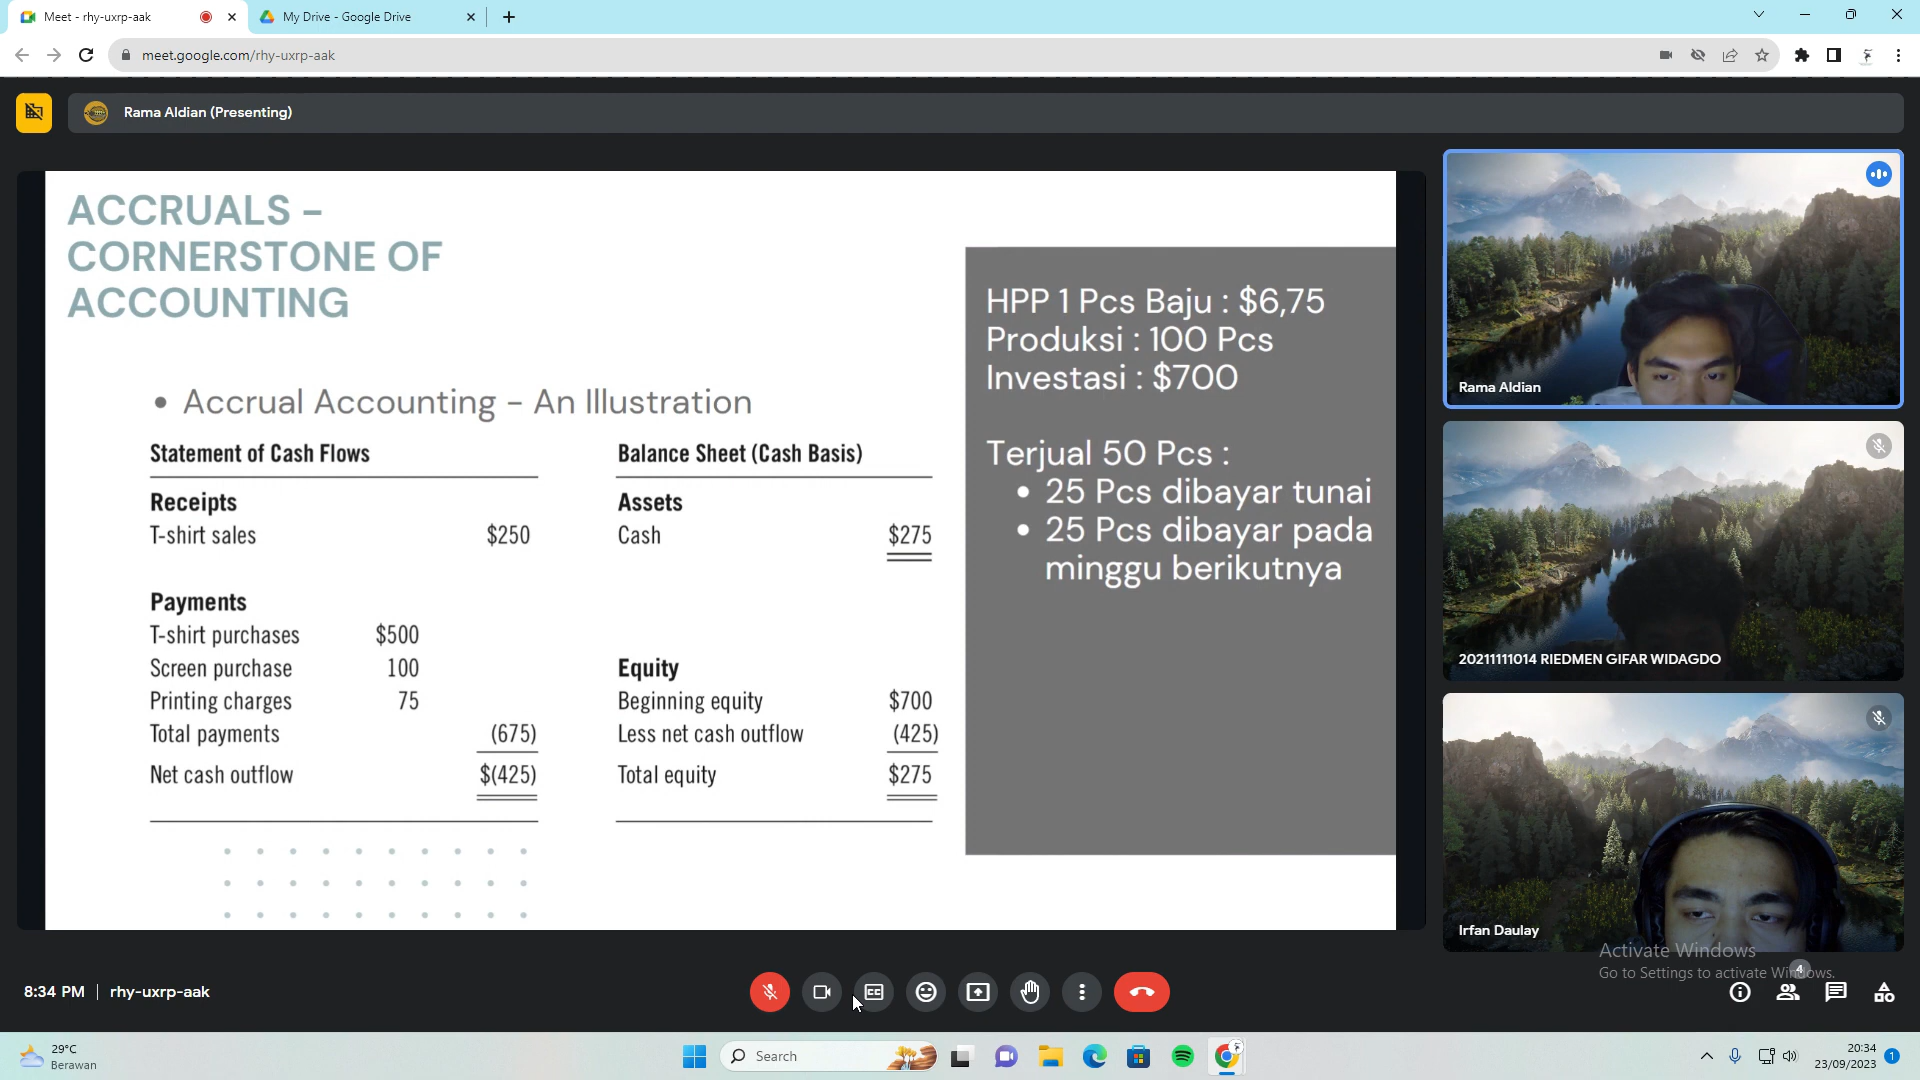 Meet - rhy-uxrp-aak
My Drive - Google Drive
meet.google.com/rhy-uxrp-aak
Rama Aldian (Presenting)
ACCRUALS –
CORNERSTONE OF
ACCOUNTING
• Accrual Accounting – An Illustration
Statement of Cash Flows
Receipts
T-shirt sales $250
Payments
T-shirt purchases $500
Screen purchase 100
Printing charges 75
Total payments (675)
Net cash outflow $(425)
Balance Sheet (Cash Basis)
Assets
Cash $275
Equity
Beginning equity $700
Less net cash outflow (425)
Total equity $275
HPP 1 Pcs Baju : $6,75
Produksi : 100 Pcs
Investasi : $700
Terjual 50 Pcs :
• 25 Pcs dibayar tunai
• 25 Pcs dibayar pada
minggu berikutnya
Rama Aldian
20211111014 RIEDMEN GIFAR WIDAGDO
Irfan Daulay
Activate Windows
Go to Settings to activate Windows.
4
8:34 PM | rhy-uxrp-aak
CC
29°C
Berawan
Search
20:34
23/09/2023
1